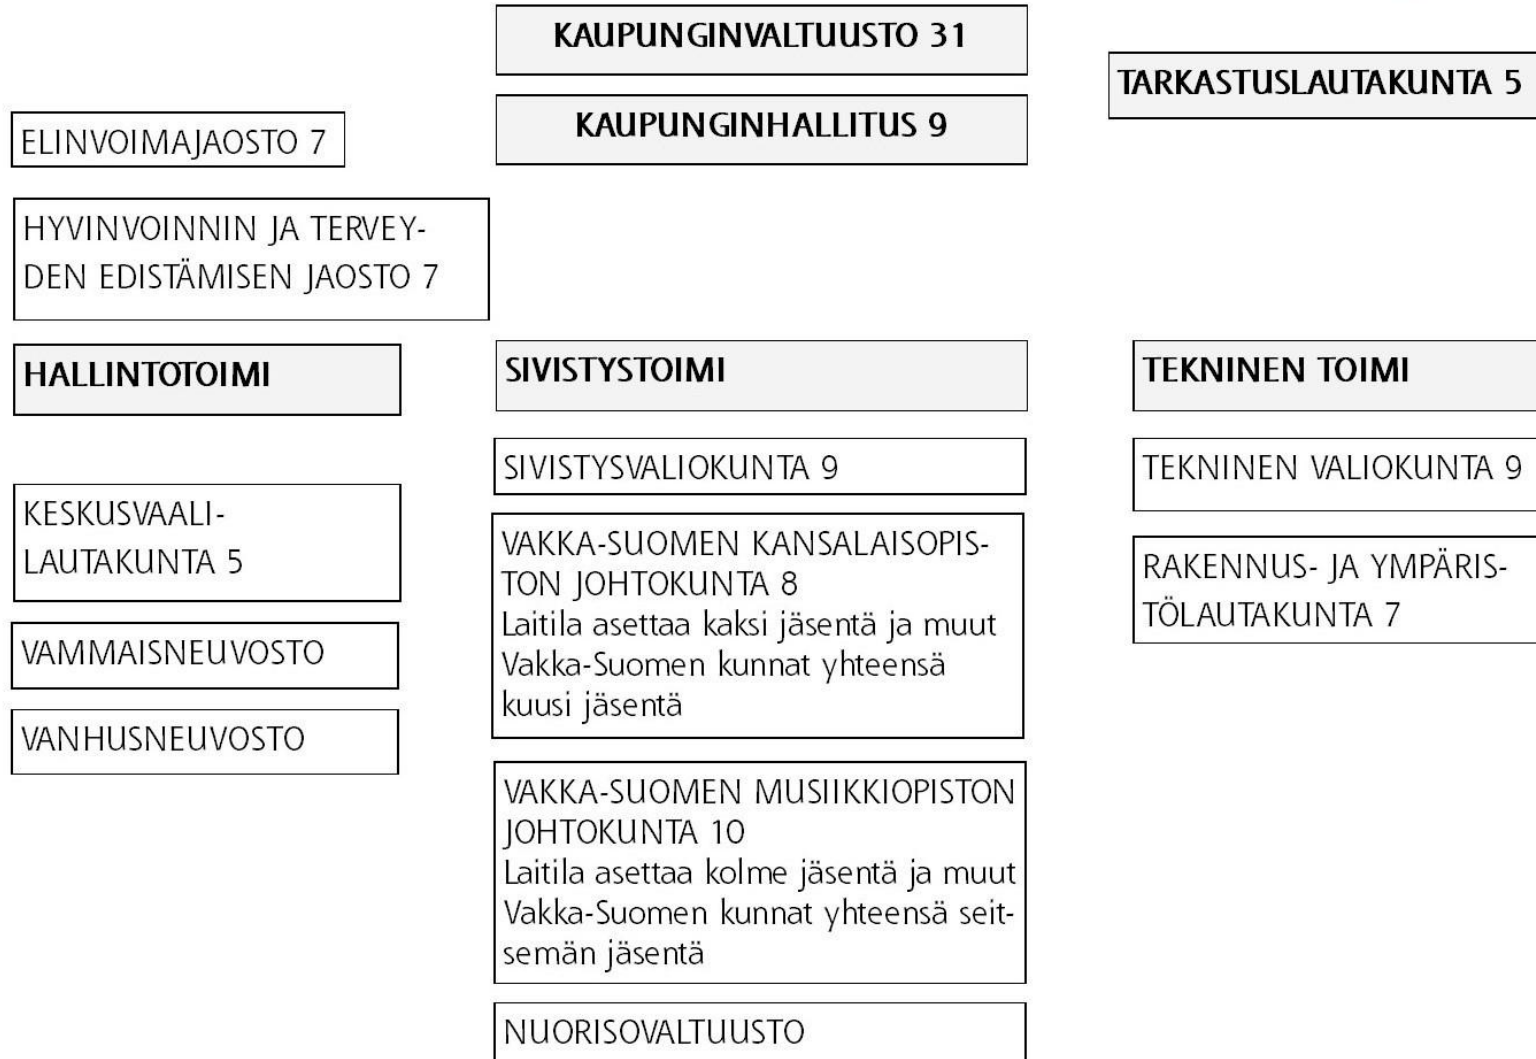 KAUPUNGINVALTUUSTO 31
TARKASTUSLAUTAKUNTA 5
KAUPUNGINHALLITUS 9
ELINVOIMAJAOSTO 7
HYVINVOINNIN JA TERVEY-
DEN EDISTÄMISEN JAOSTO 7
HALLINTOTOIMI
KESKUSVAALI-
LAUTAKUNTA 5
VAMMAISNEUVOSTO
VANHUSNEUVOSTO
SIVISTYSTOIMI
SIVISTYSVALIOKUNTA 9
VAKKA-SUOMEN KANSALAISOPIS-
TON JOHTOKUNTA 8
Laitila asettaa kaksi jäsentä ja muut
Vakka-Suomen kunnat yhteensä
kuusi jäsentä
VAKKA-SUOMEN MUSIIKKIOPISTON
JOHTOKUNTA 10
Laitila asettaa kolme jäsentä ja muut
Vakka-Suomen kunnat yhteensä seit-
semän jäsentä
NUORISOVALTUUSTO
TEKNINEN TOIMI
TEKNINEN VALIOKUNTA 9
RAKENNUS- JA YMPÄRIS-
TÖLAUTAKUNTA 7